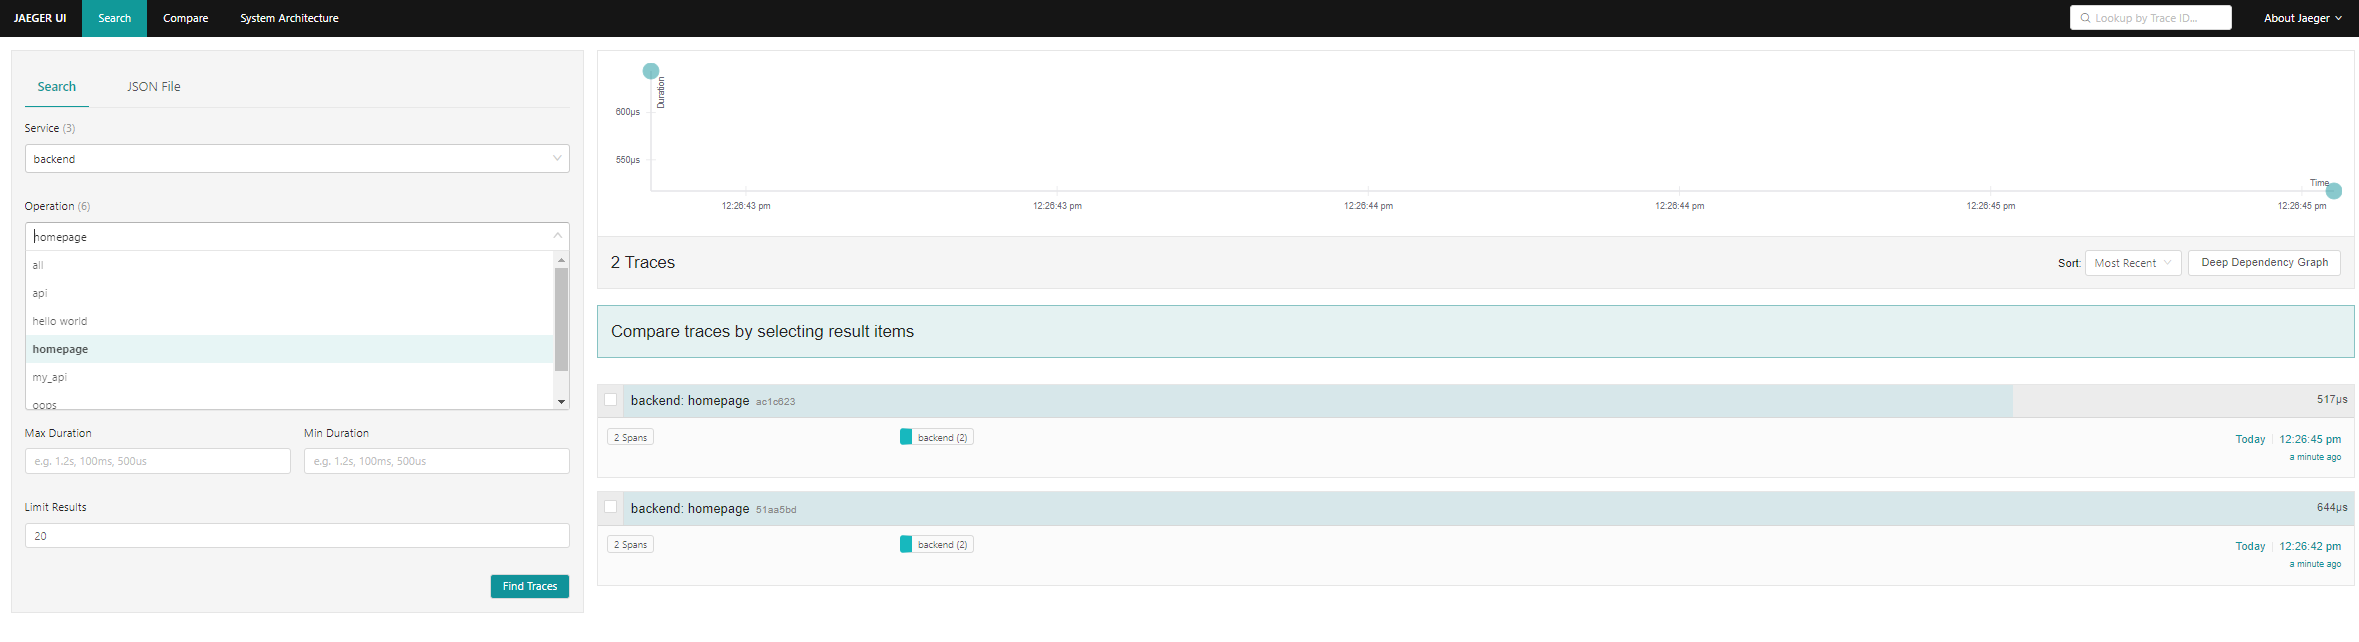 JAEGER UI Search Compare System Architecture Lookup by Trace ID... About Jaeger
Search JSON File
Service (3)
backend
Operation (6)
homepage
all
api
hello world
homepage
my_api
oops
Max Duration Min Duration
e.g. 1.2s, 100ms, 500us e.g. 1.2s, 100ms, 500us
Limit Results
20
Find Traces
Duration
600µs
550µs
Time
12:26:43 pm 12:26:43 pm 12:26:44 pm 12:26:44 pm 12:26:45 pm 12:26:45 pm
2 Traces Sort: Most Recent Deep Dependency Graph
Compare traces by selecting result items
backend: homepage ac1c623 517µs
2 Spans backend (2) Today 12:26:45 pm
a minute ago
backend: homepage 51aa5bd 644µs
2 Spans backend (2) Today 12:26:42 pm
a minute ago